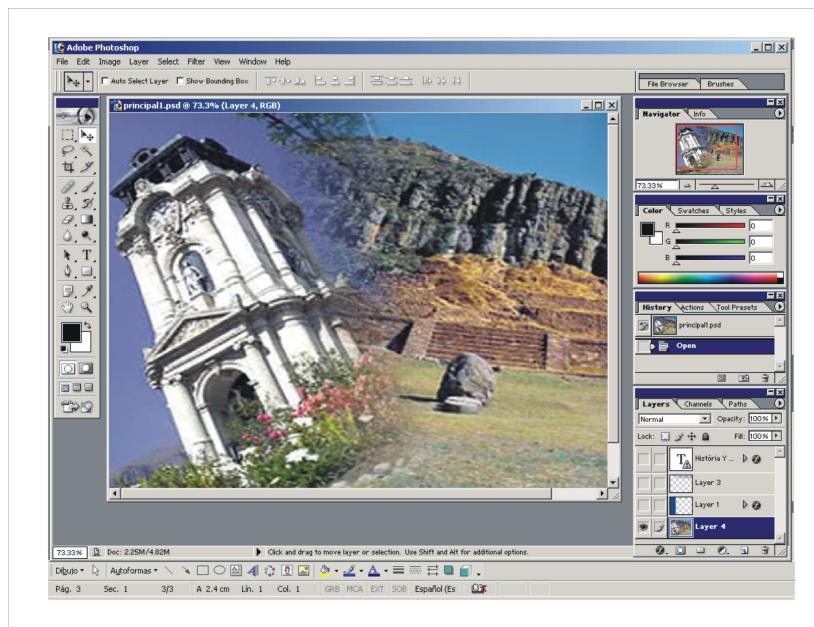 Adobe Photoshop
File Edit Image Layer Select Filter View Window Help
Auto Select Layer Show Bounding Box
File Browser Brushes
principal1.psd @ 73.3% (Layer 4, RGB)
Navigator Info
73.33%
Color Swatches Styles
R 0
G 0
B 0
History Actions Tool Presets
principal1.psd
Open
Layers Channels Paths
Normal Opacity: 100%
Lock: Fill: 100%
T História Y ...
Layer 3
Layer 1
Layer 4
73.33% Doc: 2.25M/4.82M Click and drag to move layer or selection. Use Shift and Alt for additional options.
Dibujo Autoformas
Pág. 3 Sec. 1 3/3 A 2.4 cm Lín. 1 Col. 1 GRB MCA EXT SOB Español (Es